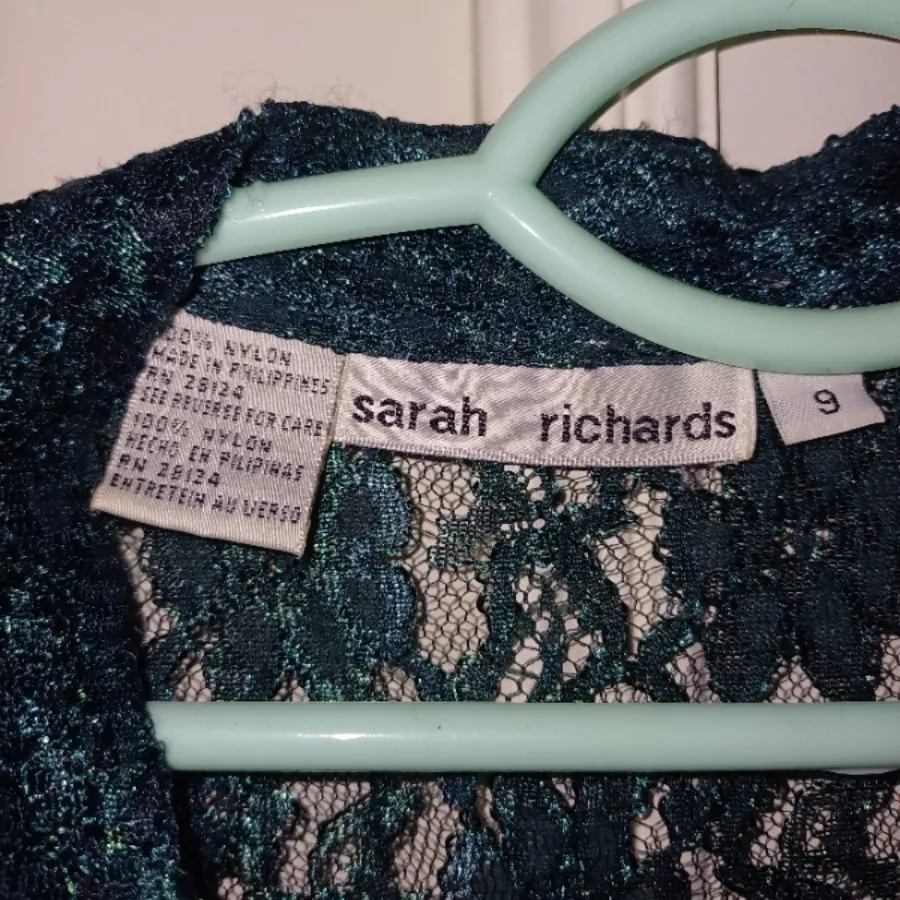 100% NYLON
MADE IN PHILIPPINES
RN 28124
SEE REVERSE FOR CARE
100% NYLON
HECHO EN PILIPINAS
RN 28124
ENTRETEIN AU VERSO
sarah richards
9